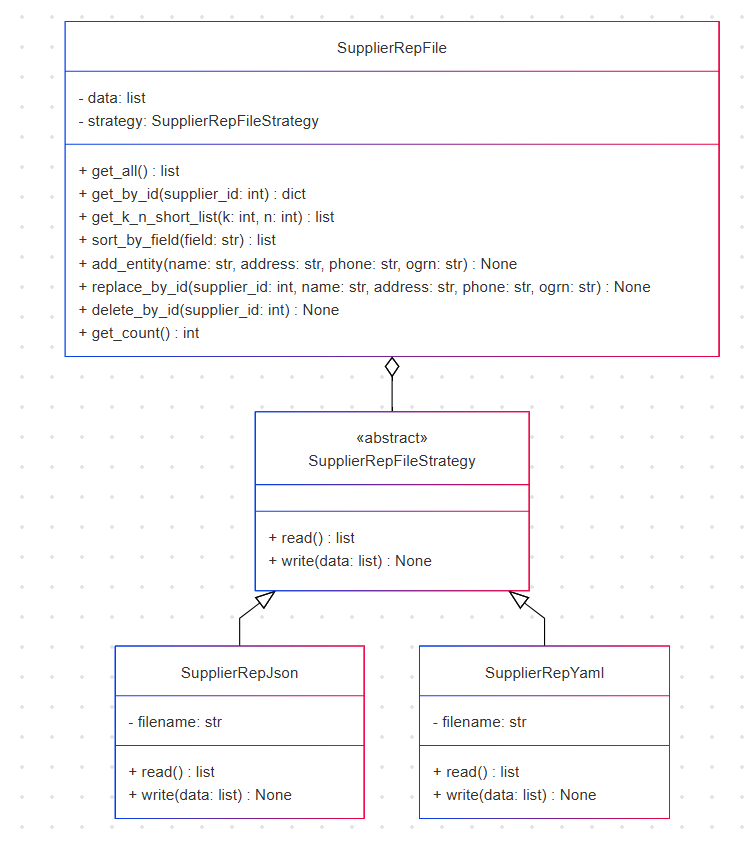 SupplierRepFile
- data: list
- strategy: SupplierRepFileStrategy
+ get_all() : list
+ get_by_id(supplier_id: int) : dict
+ get_k_n_short_list(k: int, n: int) : list
+ sort_by_field(field: str) : list
+ add_entity(name: str, address: str, phone: str, ogrn: str) : None
+ replace_by_id(supplier_id: int, name: str, address: str, phone: str, ogrn: str) : None
+ delete_by_id(supplier_id: int) : None
+ get_count() : int
«abstract»
SupplierRepFileStrategy
+ read() : list
+ write(data: list) : None
SupplierRepJson
- filename: str
+ read() : list
+ write(data: list) : None
SupplierRepYaml
- filename: str
+ read() : list
+ write(data: list) : None